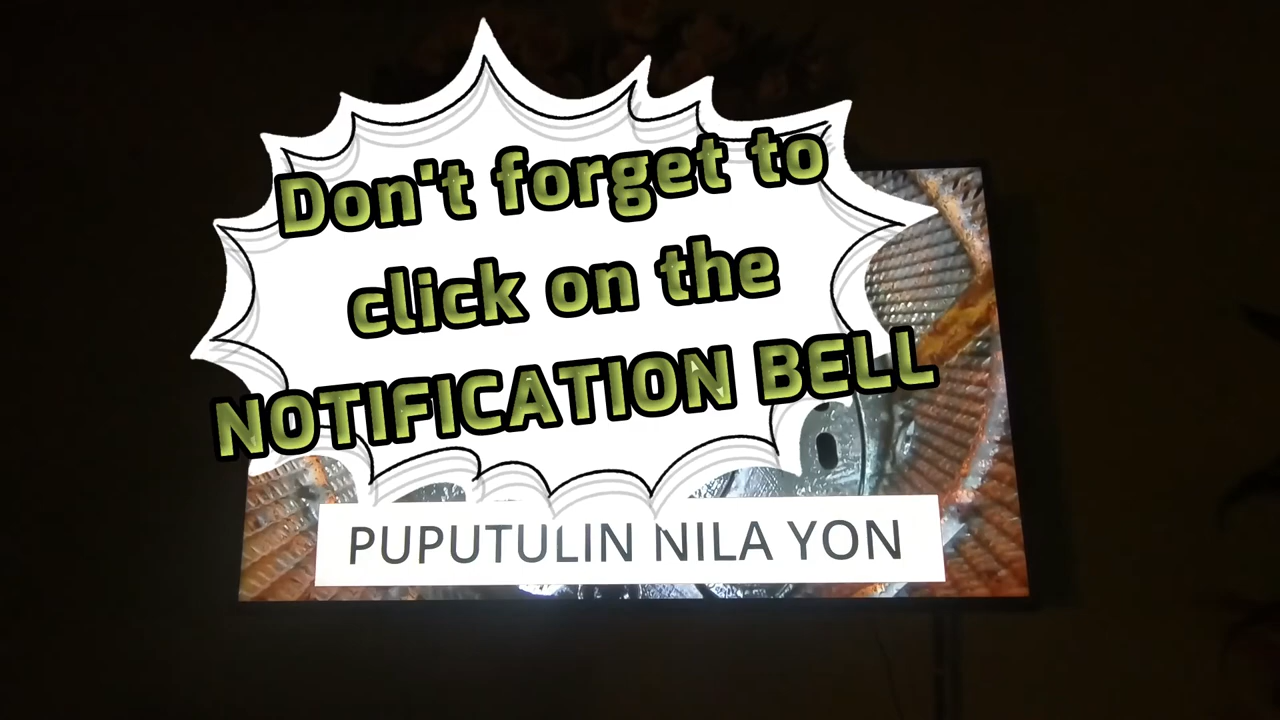 Don't forget to
click on the
NOTIFICATION BELL
PUPUTULIN NILA YON